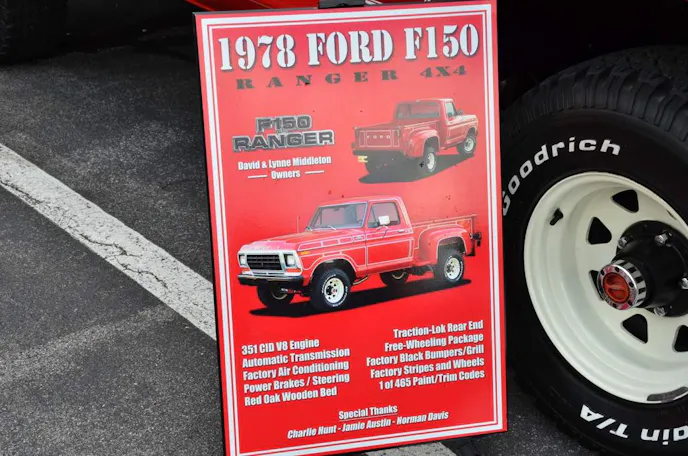 1978 FORD F150
RANGER 4X4
F150
RANGER
David & Lynne Middleton
Owners
FORD
351 CID V8 Engine
Automatic Transmission
Factory Air Conditioning
Power Brakes / Steering
Red Oak Wooden Bed
Traction-Lok Rear End
Free-Wheeling Package
Factory Black Bumpers/Grill
Factory Stripes and Wheels
1 of 465 Paint/Trim Codes
Special Thanks
Charlie Hunt - Jamie Austin - Norman Davis
Goodrich
ain T/A